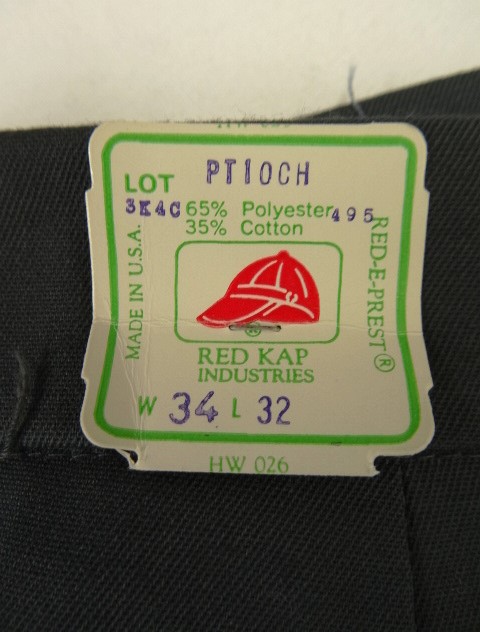 LOT PT10CH
3K4C 65% Polyester 495
35% Cotton
MADE IN U.S.A.
RED-E-PREST®
®
RED KAP
INDUSTRIES
W 34 L 32
HW 026